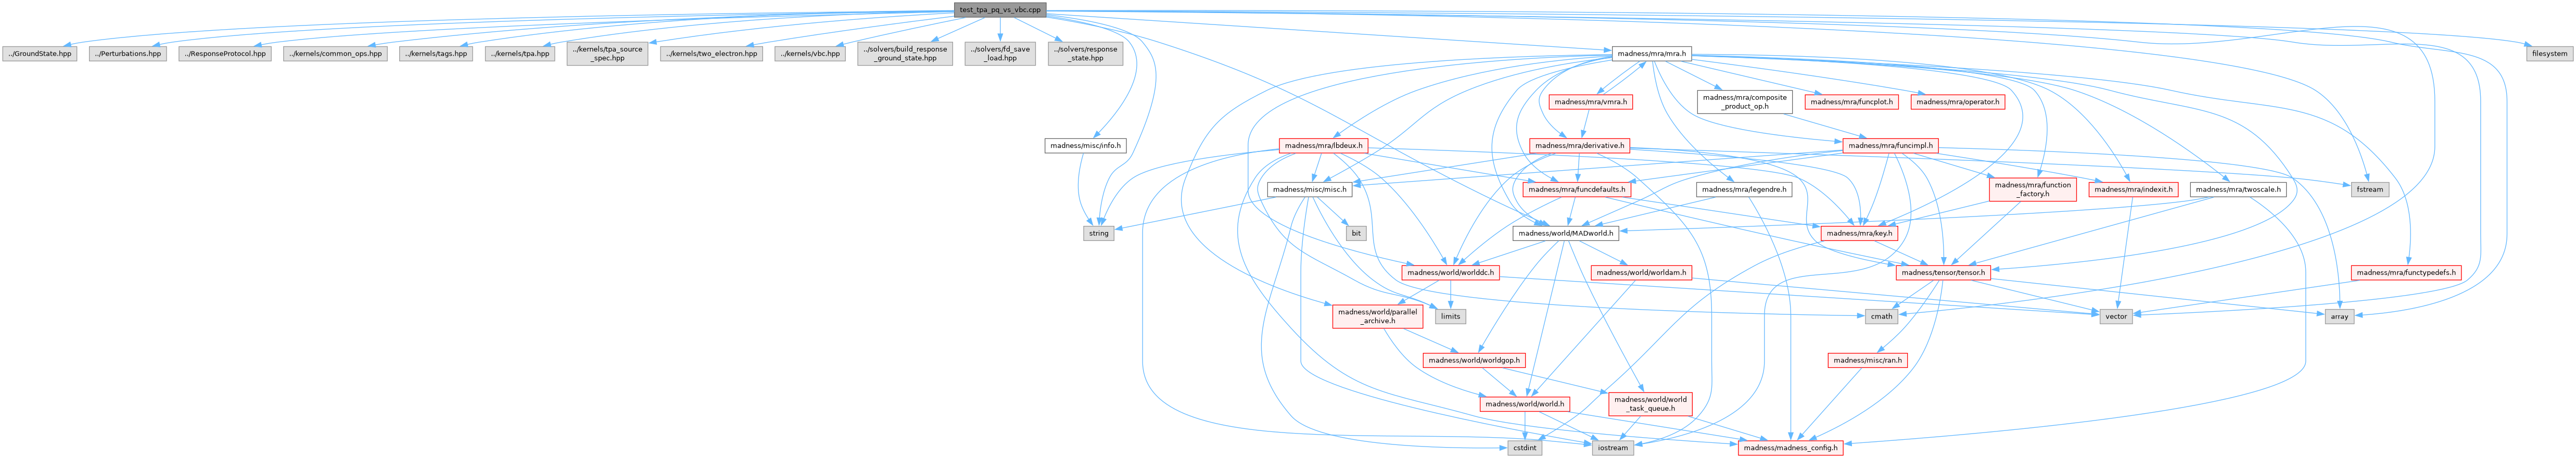 test_tpa_pq_vs_vbc.cpp
../GroundState.hpp
../Perturbations.hpp
../ResponseProtocol.hpp
../kernels/common_ops.hpp
../kernels/tags.hpp
../kernels/tpa.hpp
../kernels/tpa_source
_spec.hpp
../kernels/two_electron.hpp
../kernels/vbc.hpp
../solvers/build_response
_ground_state.hpp
../solvers/fd_save
_load.hpp
../solvers/response
_state.hpp
madness/mra/mra.h
filesystem
madness/mra/vmra.h
madness/mra/composite
_product_op.h
madness/mra/funcplot.h
madness/mra/operator.h
madness/misc/info.h
madness/mra/lbdeux.h
madness/mra/derivative.h
madness/mra/funcimpl.h
madness/misc/misc.h
madness/mra/funcdefaults.h
madness/mra/legendre.h
madness/mra/function
_factory.h
madness/mra/indexit.h
madness/mra/twoscale.h
fstream
string
bit
madness/world/MADworld.h
madness/mra/key.h
madness/world/worlddc.h
madness/world/worldam.h
madness/tensor/tensor.h
madness/mra/functypedefs.h
madness/world/parallel
_archive.h
limits
cmath
vector
array
madness/world/worldgop.h
madness/misc/ran.h
madness/world/world.h
madness/world/world
_task_queue.h
cstdint
iostream
madness/madness_config.h